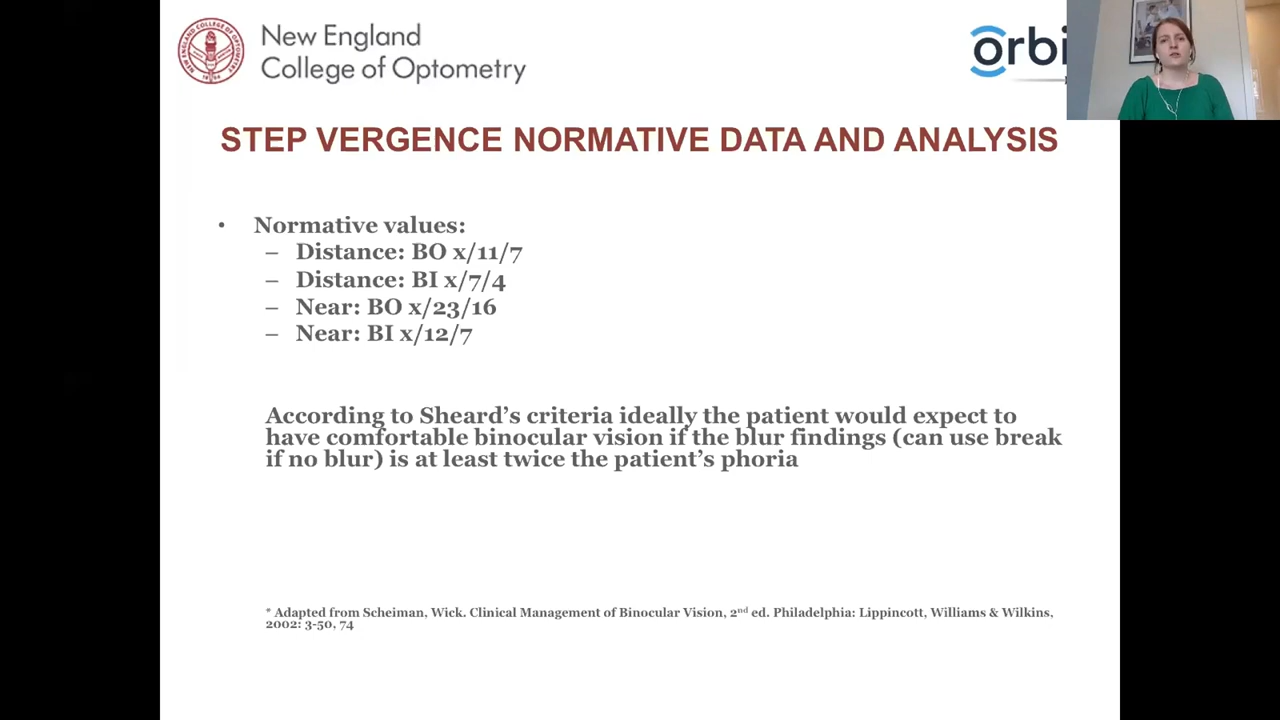 New England
College of Optometry
orbi
STEP VERGENCE NORMATIVE DATA AND ANALYSIS
• Normative values:
– Distance: BO x/11/7
– Distance: BI x/7/4
– Near: BO x/23/16
– Near: BI x/12/7
According to Sheard’s criteria ideally the patient would expect to
have comfortable binocular vision if the blur findings (can use break
if no blur) is at least twice the patient’s phoria
* Adapted from Scheiman, Wick. Clinical Management of Binocular Vision, 2nd ed. Philadelphia: Lippincott, Williams & Wilkins,
2002: 3-50, 74